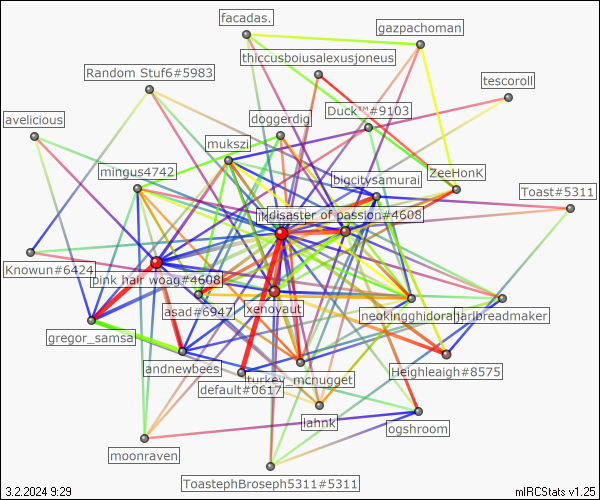 facadas.
gazpachoman
thiccusboiusalexusjoneus
Random Stuf6#5983
tescoroll
Duck™#9103
avelicious
doggerdig
mukszi
mingus4742
bigcitysamurai
ZeeHonK
Toast#5311
disaster of passion#4608
Knowun#6424
pink hair woag#4608
asad#6947
xenoyaut
neokingghidorah
jarlbreadmaker
gregor_samsa
andnewbees
Heighleaigh#8575
turkey_mcnugget
default#0617
lahnk
ogshroom
moonraven
ToastephBroseph5311#5311
3.2.2024 9:29
mIRCStats v1.25